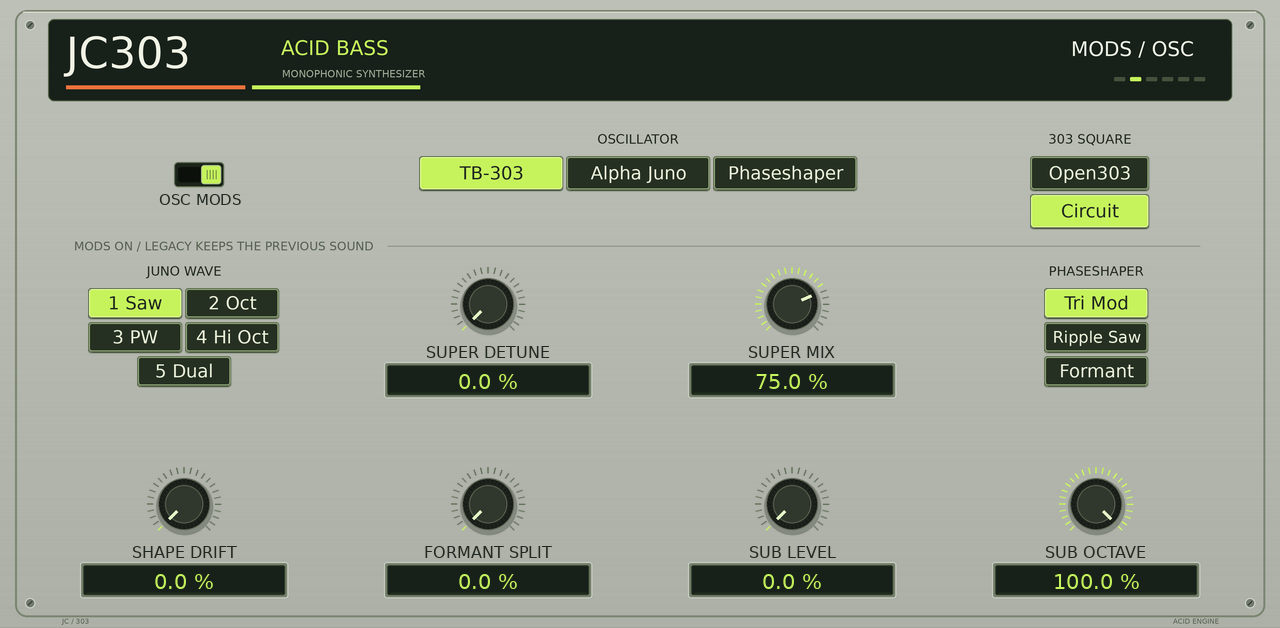 JC303
ACID BASS
MONOPHONIC SYNTHESIZER
MODS / OSC
OSC MODS
OSCILLATOR
TB-303 Alpha Juno Phaseshaper
303 SQUARE
Open303
Circuit
MODS ON / LEGACY KEEPS THE PREVIOUS SOUND
JUNO WAVE
1 Saw 2 Oct
3 PW 4 Hi Oct
5 Dual
SUPER DETUNE
0.0 %
SUPER MIX
75.0 %
PHASESHAPER
Tri Mod
Ripple Saw
Formant
SHAPE DRIFT
0.0 %
FORMANT SPLIT
0.0 %
SUB LEVEL
0.0 %
SUB OCTAVE
100.0 %
JC / 303
ACID ENGINE